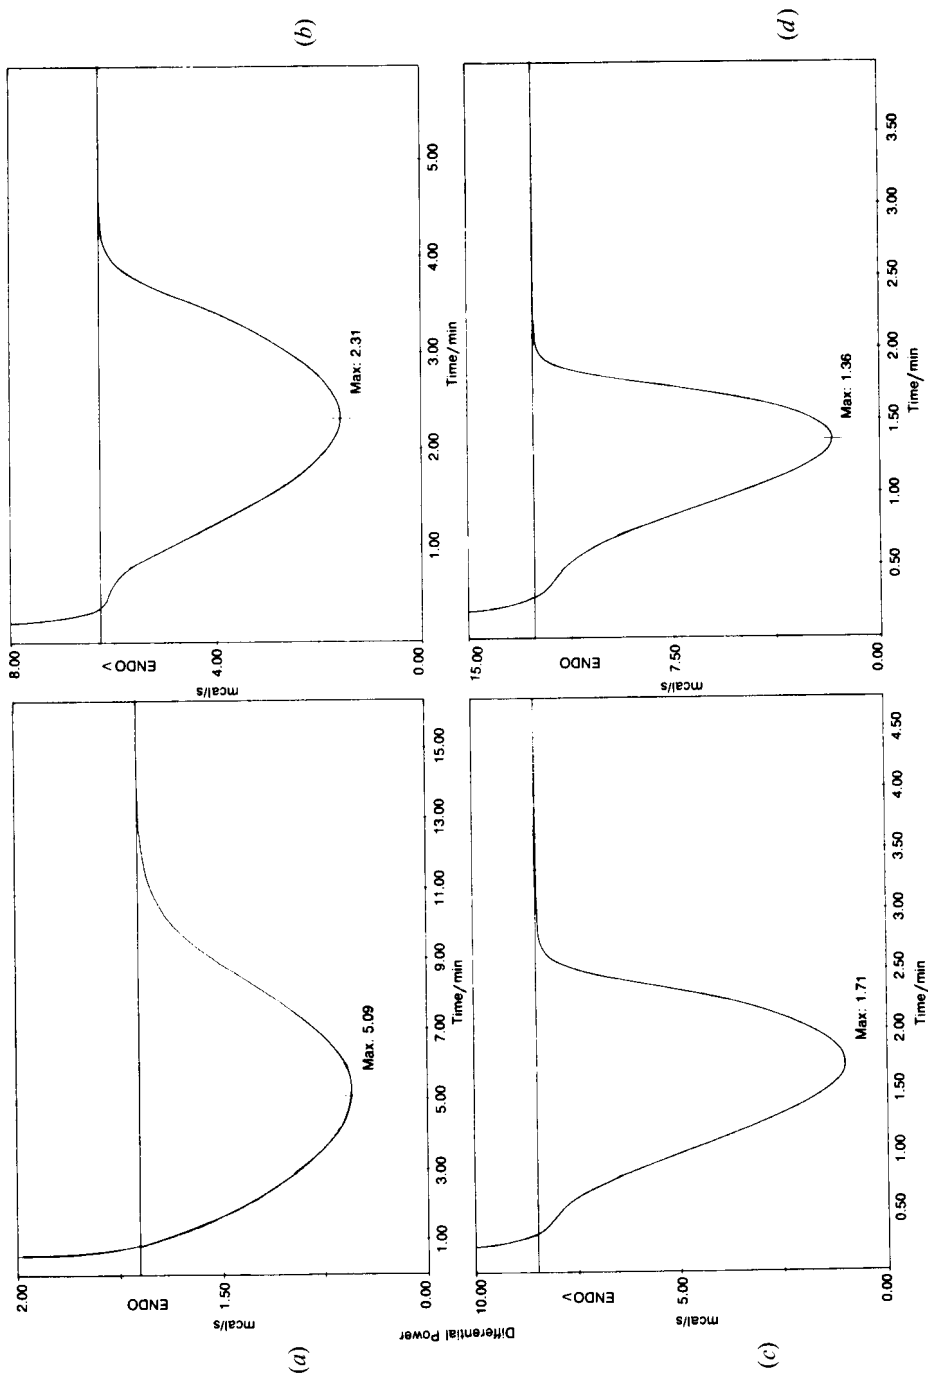 (a)
Differential Power
mcal/s
ENDO
2.00
1.50
0.00
1.00
3.00
5.00
7.00
9.00
11.00
13.00
15.00
Time/min
Max. 5.09
(b)
mcal/s
ENDO >
8.00
4.00
0.00
1.00
2.00
3.00
4.00
5.00
Time/min
Max: 2.31
(c)
mcal/s
ENDO>
10.00
5.00
0.00
0.50
1.00
1.50
2.00
2.50
3.00
3.50
4.00
4.50
Time/min
Max: 1.71
(d)
mcal/s
ENDO
15.00
7.50
0.00
0.50
1.00
1.50
2.00
2.50
3.00
3.50
Time/min
Max: 1.36